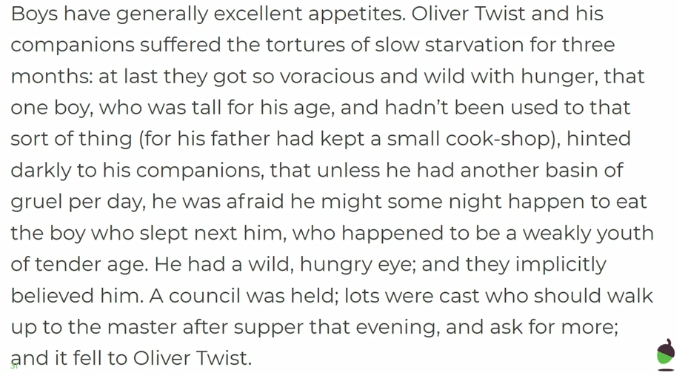 Boys have generally excellent appetites. Oliver Twist and his
companions suffered the tortures of slow starvation for three
months: at last they got so voracious and wild with hunger, that
one boy, who was tall for his age, and hadn’t been used to that
sort of thing (for his father had kept a small cook-shop), hinted
darkly to his companions, that unless he had another basin of
gruel per day, he was afraid he might some night happen to eat
the boy who slept next him, who happened to be a weakly youth
of tender age. He had a wild, hungry eye; and they implicitly
believed him. A council was held; lots were cast who should walk
up to the master after supper that evening, and ask for more;
and it fell to Oliver Twist.